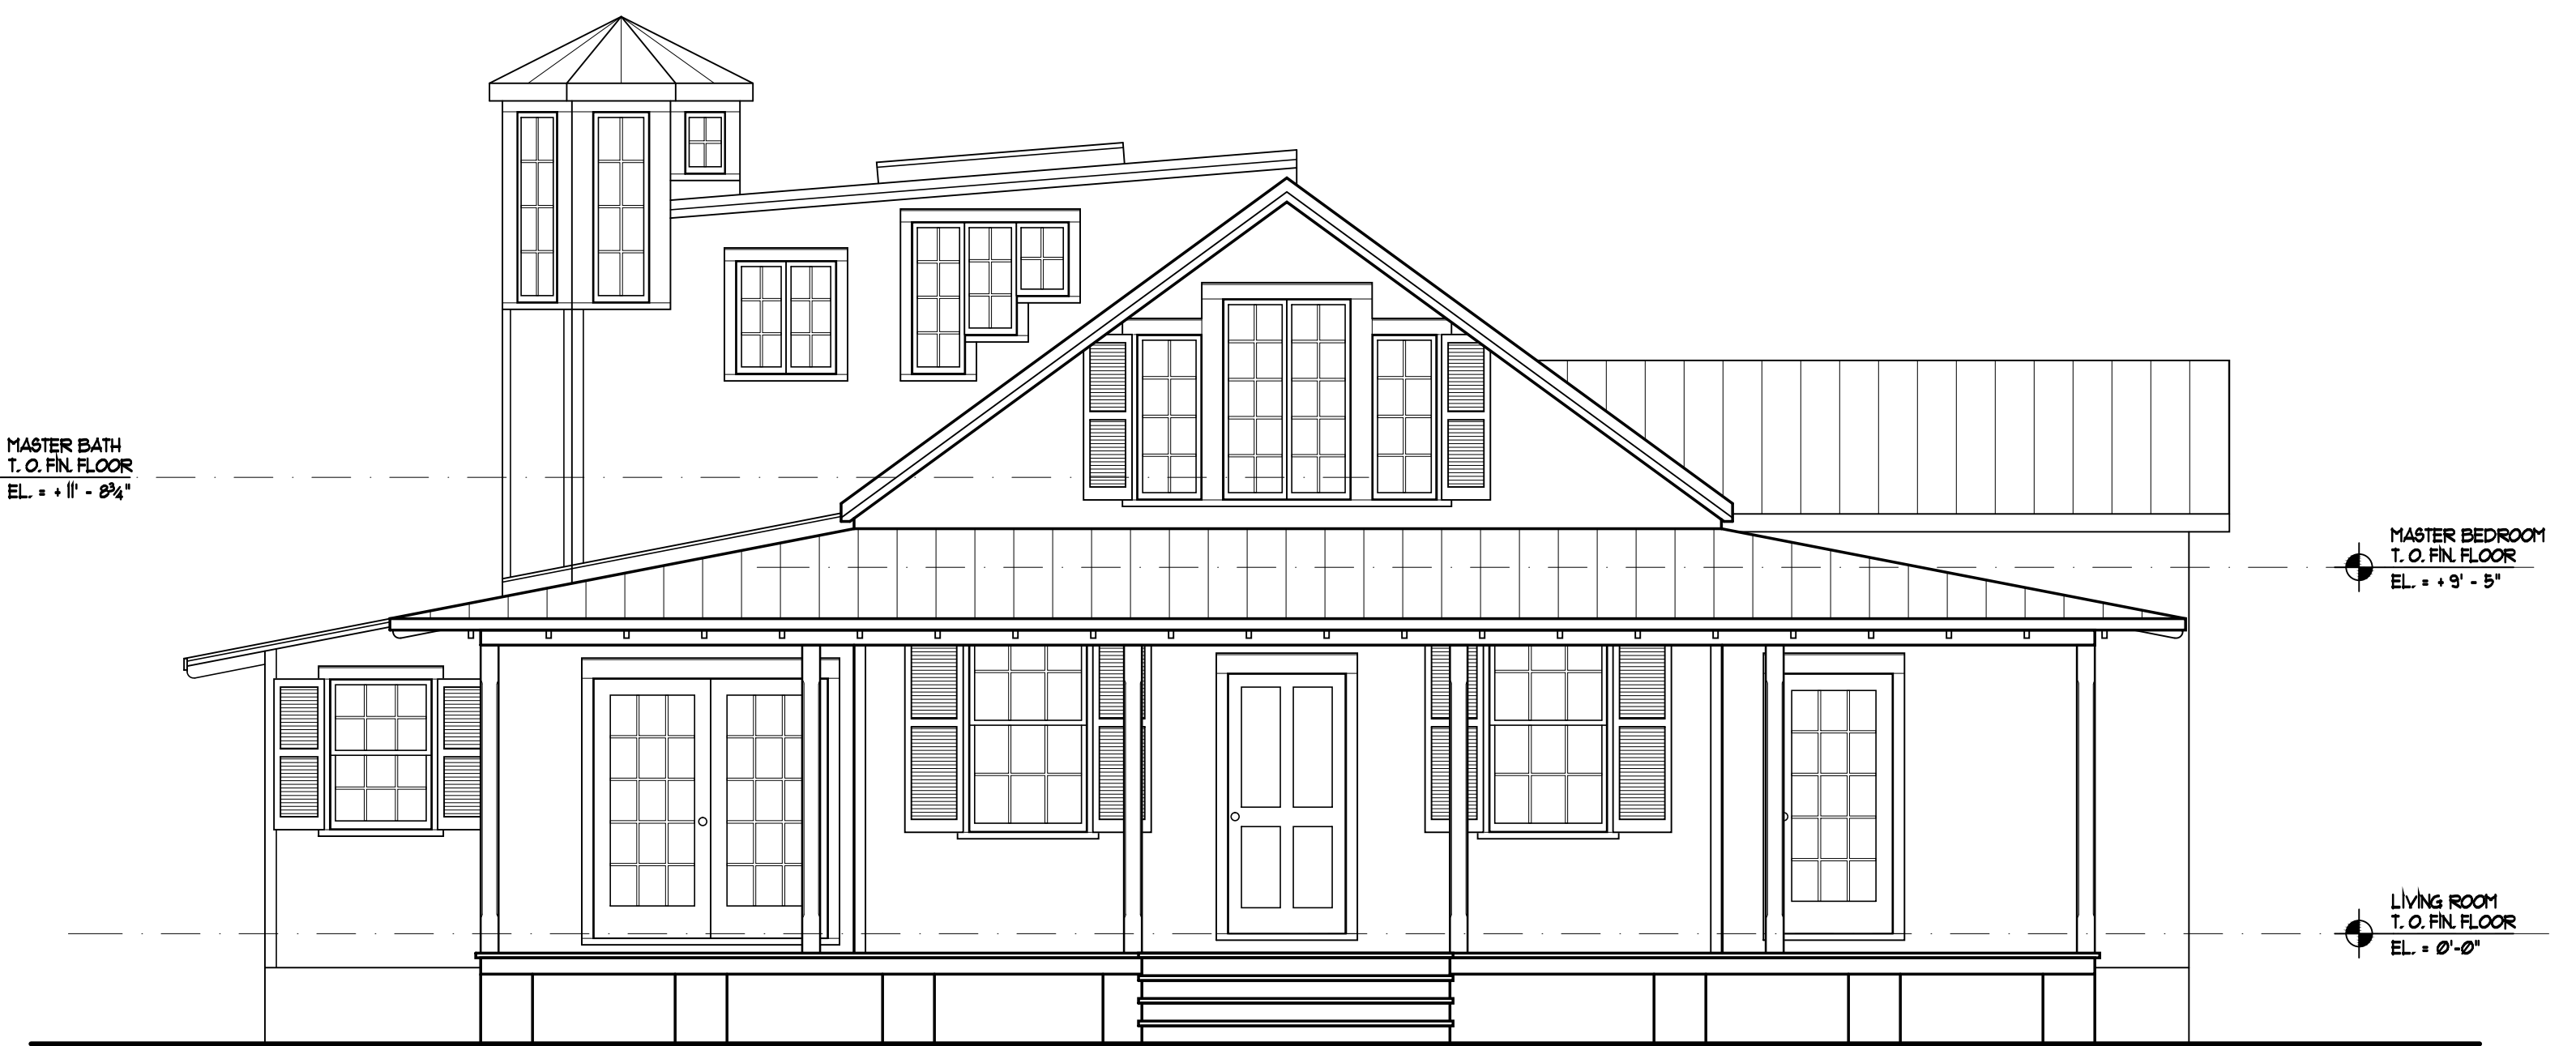 MASTER BATH
T. O. FIN. FLOOR
EL. = + 11' - 8¾"
MASTER BEDROOM
T. O. FIN. FLOOR
EL. = + 9' - 5"
LIVING ROOM
T. O. FIN. FLOOR
EL. = 0'-0"